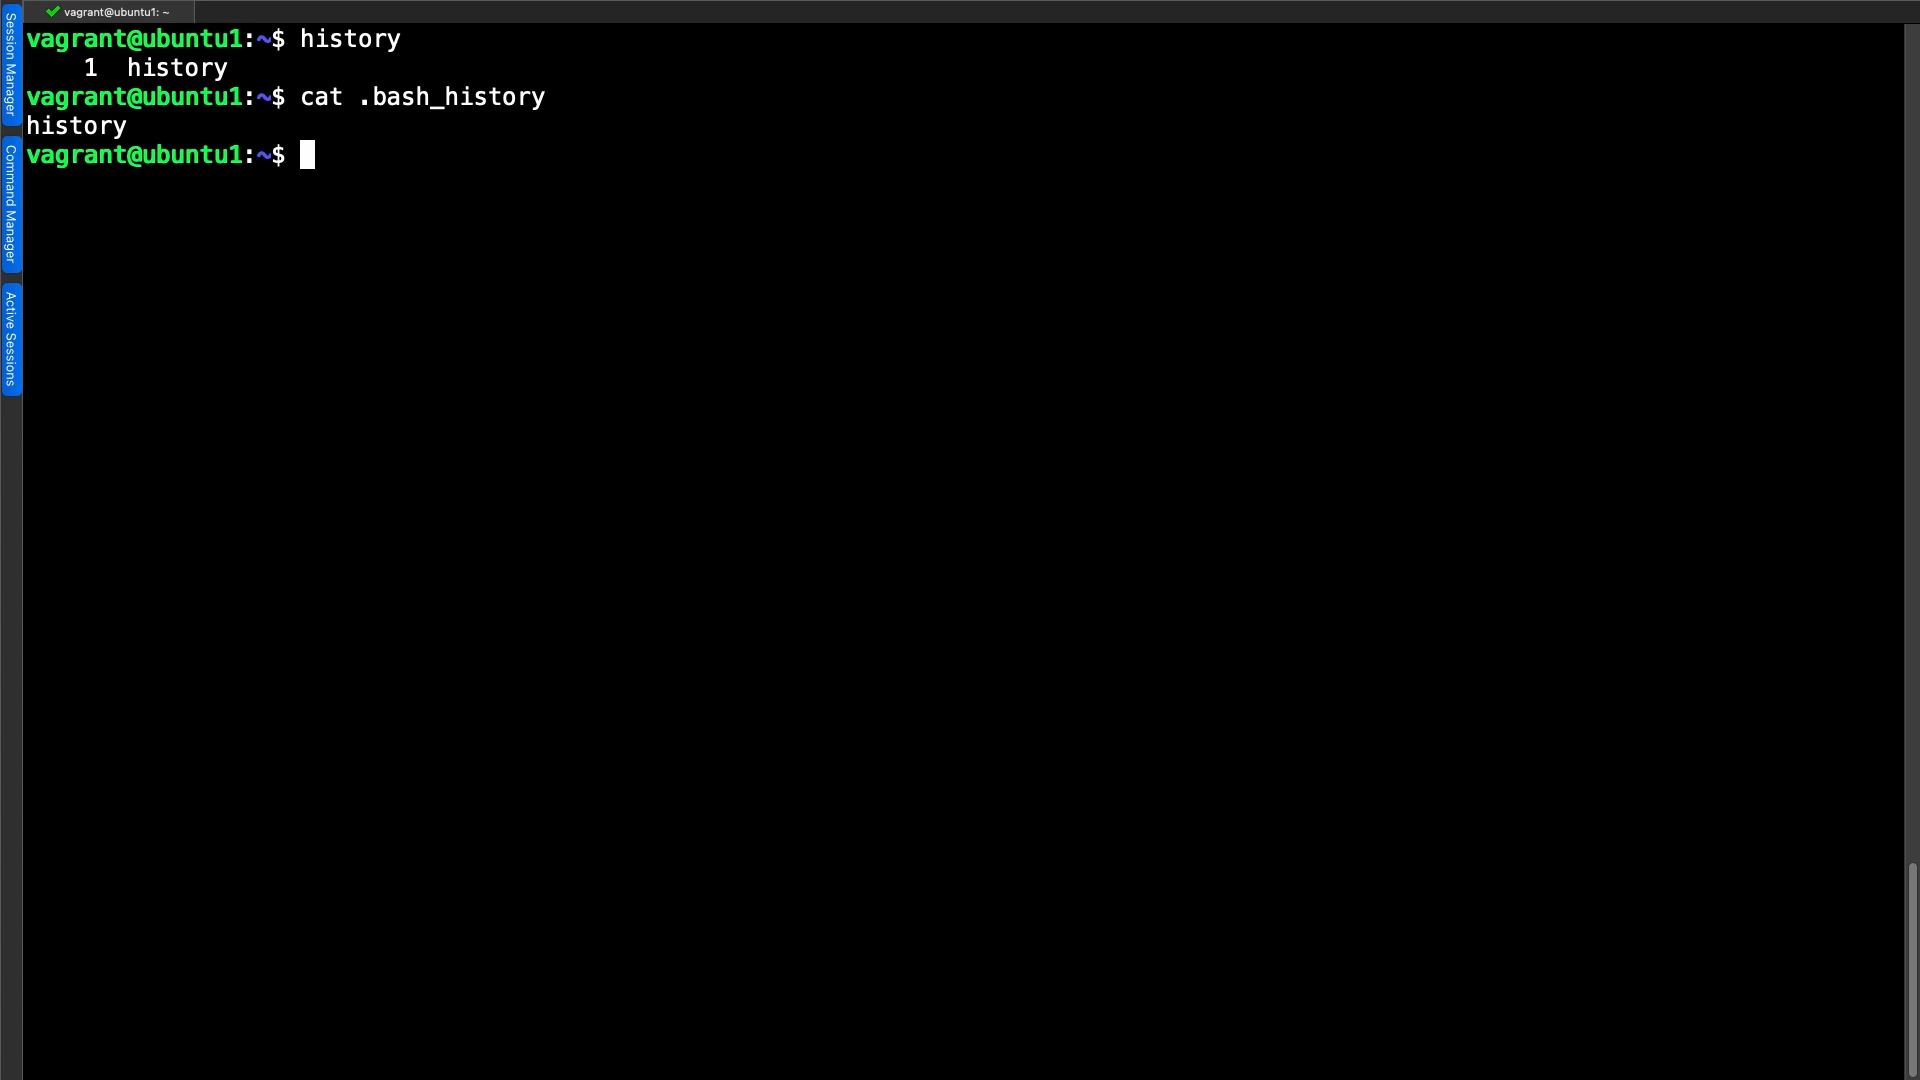 vagrant@ubuntu1: ~
Session Manager
Command Manager
Active Sessions
vagrant@ubuntu1:~$ history
    1  history
vagrant@ubuntu1:~$ cat .bash_history
history
vagrant@ubuntu1:~$